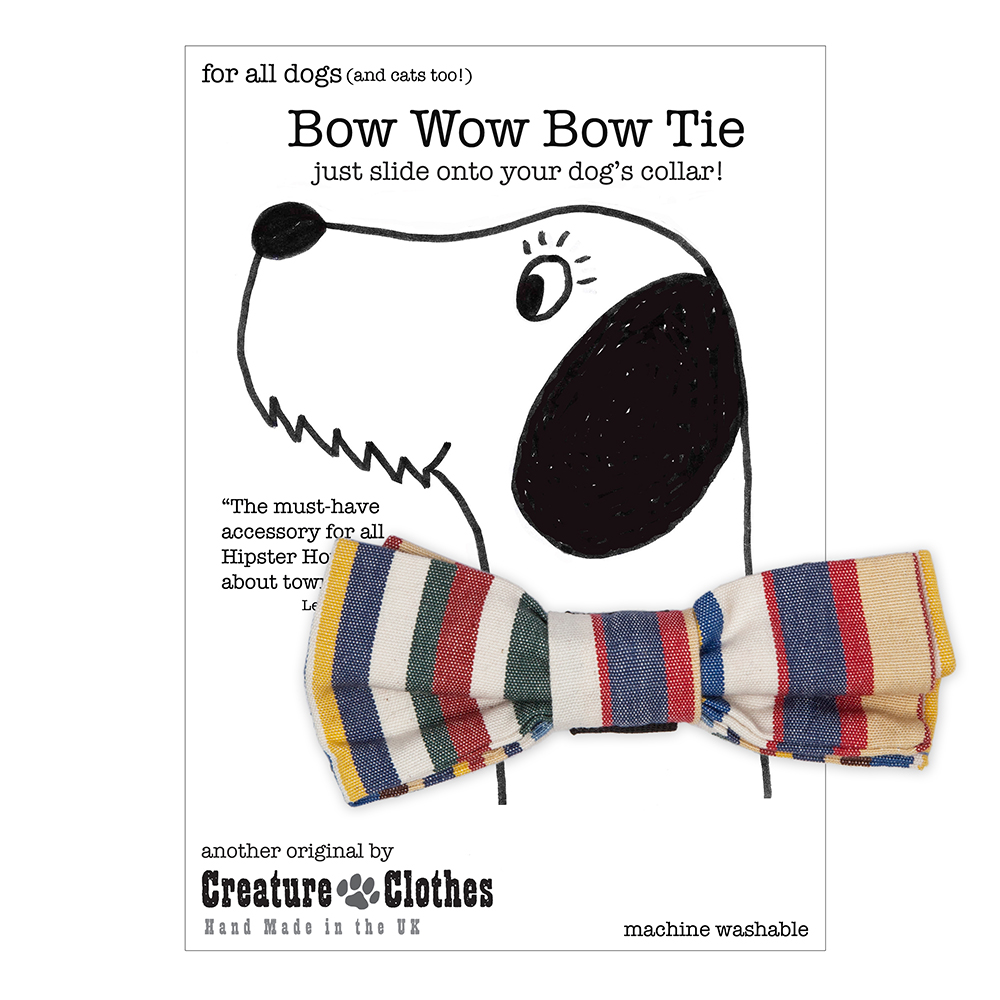 for all dogs (and cats too!)
Bow Wow Bow Tie
just slide onto your dog's collar!
“The must-have
accessory for all
Hipster
about
another original by
Creature Clothes
Hand Made in the UK
machine washable